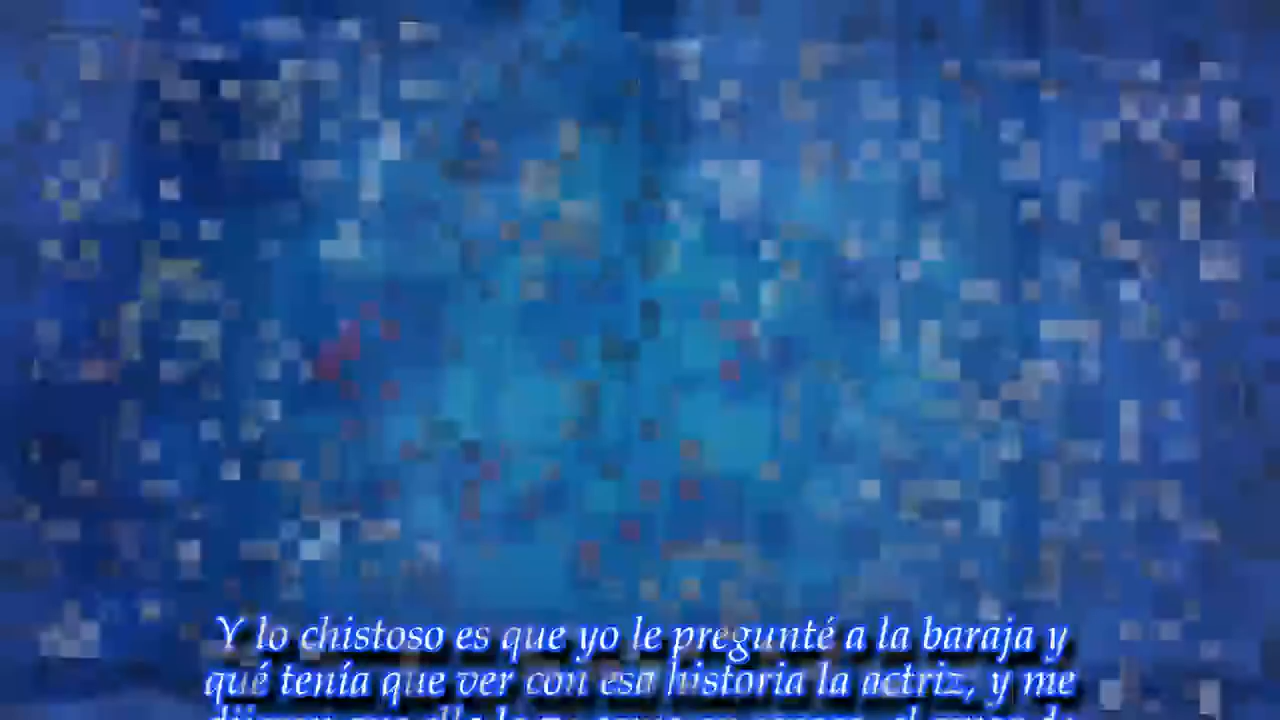 Y lo chistoso es que yo le pregunté a la baraja y
qué tenía que ver con esa historia la actriz, y me